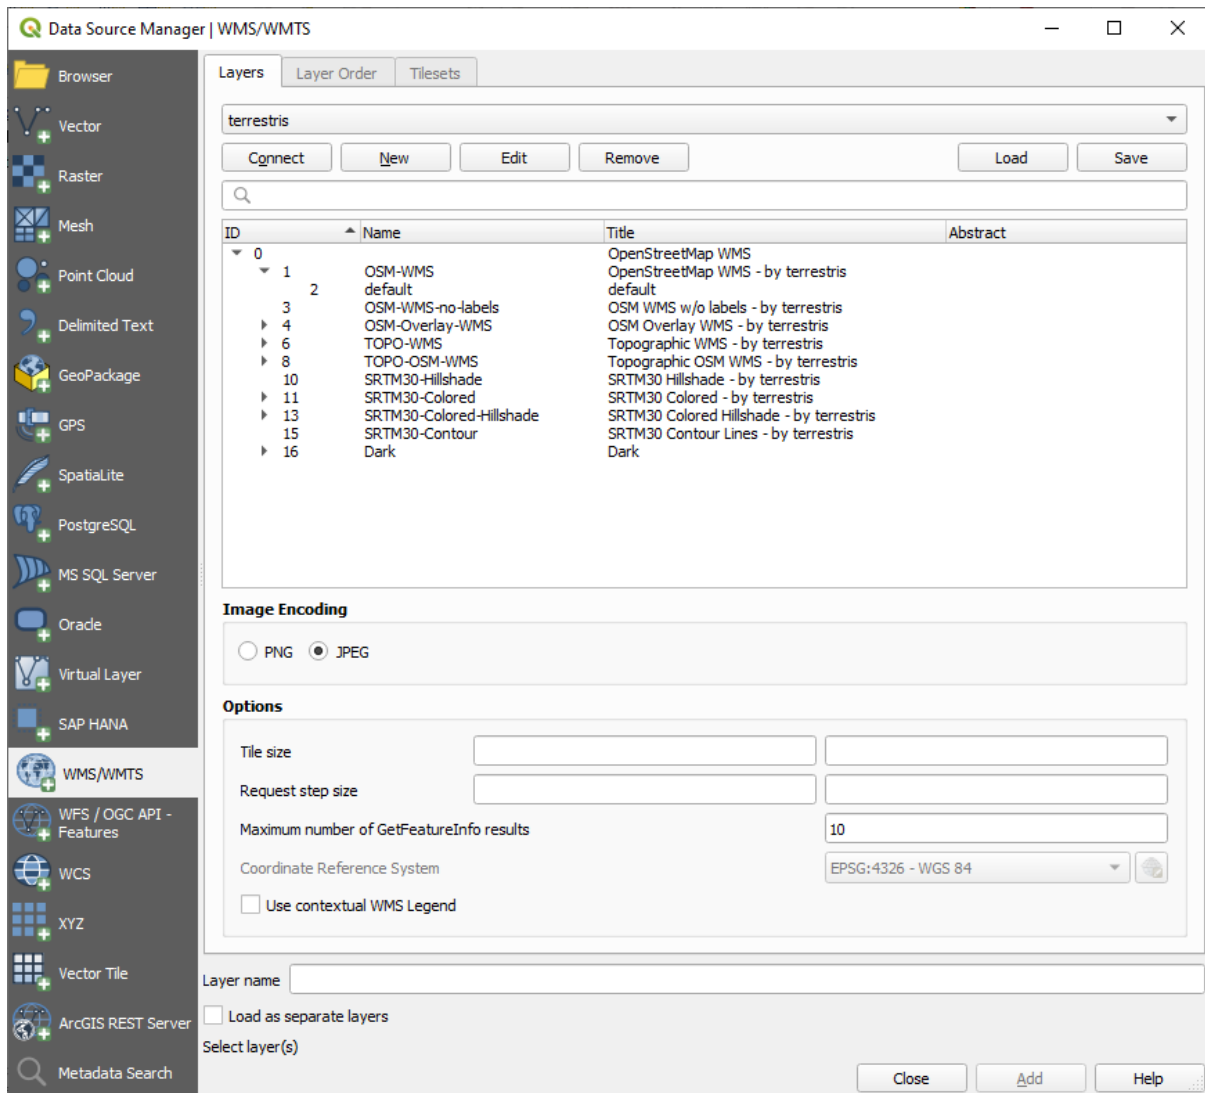 Data Source Manager | WMS/WMTS
Browser
Vector
Raster
Mesh
Point Cloud
Delimited Text
GeoPackage
GPS
SpatiaLite
PostgreSQL
MS SQL Server
Oracle
Virtual Layer
SAP HANA
WMS/WMTS
WFS / OGC API -
Features
WCS
XYZ
Vector Tile
ArcGIS REST Server
Metadata Search
Layers Layer Order Tilesets
terrestris
Connect New Edit Remove Load Save
ID Name Title Abstract
0 OpenStreetMap WMS
1 OSM-WMS OpenStreetMap WMS - by terrestris
2 default default
3 OSM-WMS-no-labels OSM WMS w/o labels - by terrestris
4 OSM-Overlay-WMS OSM Overlay WMS - by terrestris
6 TOPO-WMS Topographic WMS - by terrestris
8 TOPO-OSM-WMS Topographic OSM WMS - by terrestris
10 SRTM30-Hillshade SRTM30 Hillshade - by terrestris
11 SRTM30-Colored SRTM30 Colored - by terrestris
13 SRTM30-Colored-Hillshade SRTM30 Colored Hillshade - by terrestris
15 SRTM30-Contour SRTM30 Contour Lines - by terrestris
16 Dark Dark
Image Encoding
PNG JPEG
Options
Tile size
Request step size
Maximum number of GetFeatureInfo results 10
Coordinate Reference System EPSG:4326 - WGS 84
Use contextual WMS Legend
Layer name
Load as separate layers
Select layer(s)
Close Add Help